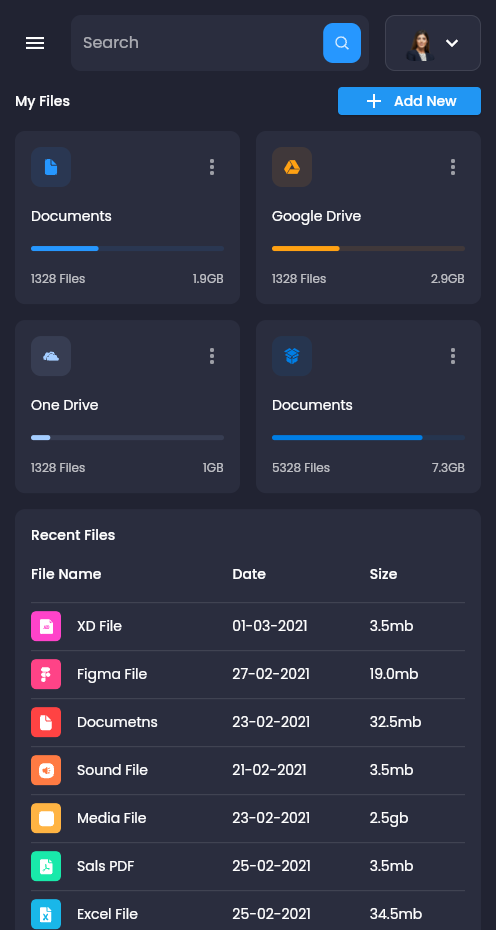 Search
My Files
Add New
Documents
1328 Files 1.9GB
Google Drive
1328 Files 2.9GB
One Drive
1328 Files 1GB
Documents
5328 Files 7.3GB
Recent Files
File Name Date Size
XD File 01-03-2021 3.5mb
Figma File 27-02-2021 19.0mb
Documetns 23-02-2021 32.5mb
Sound File 21-02-2021 3.5mb
Media File 23-02-2021 2.5gb
Sals PDF 25-02-2021 3.5mb
Excel File 25-02-2021 34.5mb